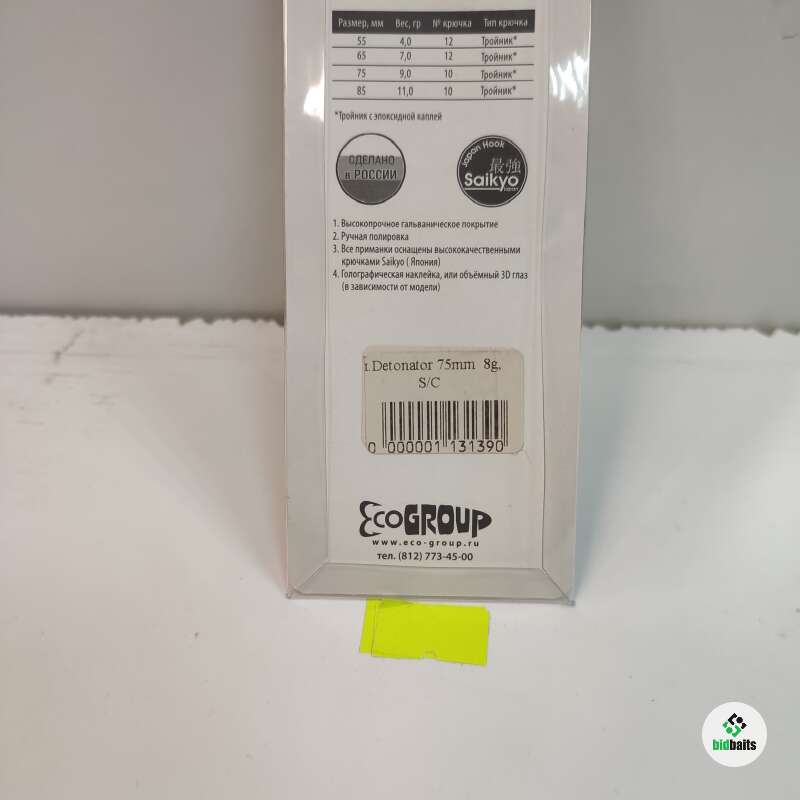 Размер, мм Вес, гр № крючка Тип крючка
55 4,0 12 Тройник*
65 7,0 12 Тройник*
75 9,0 10 Тройник*
85 11,0 10 Тройник*
*Тройник с эпоксидной каплей
СДЕЛАНО
в РОССИИ
Japan Hook
最強
Saikyo
Japan
1. Высокопрочное гальваническое покрытие
2. Ручная полировка
3. Все приманки оснащены высококачественными
крючками Saikyo ( Япония)
4. Голографическая наклейка, или объёмный 3D глаз
(в зависимости от модели)
Detonator 75mm 8g,
S/C
0 000001 131390
ECOGROUP
www.eco-group.ru
тел. (812) 773-45-00
bidbaits